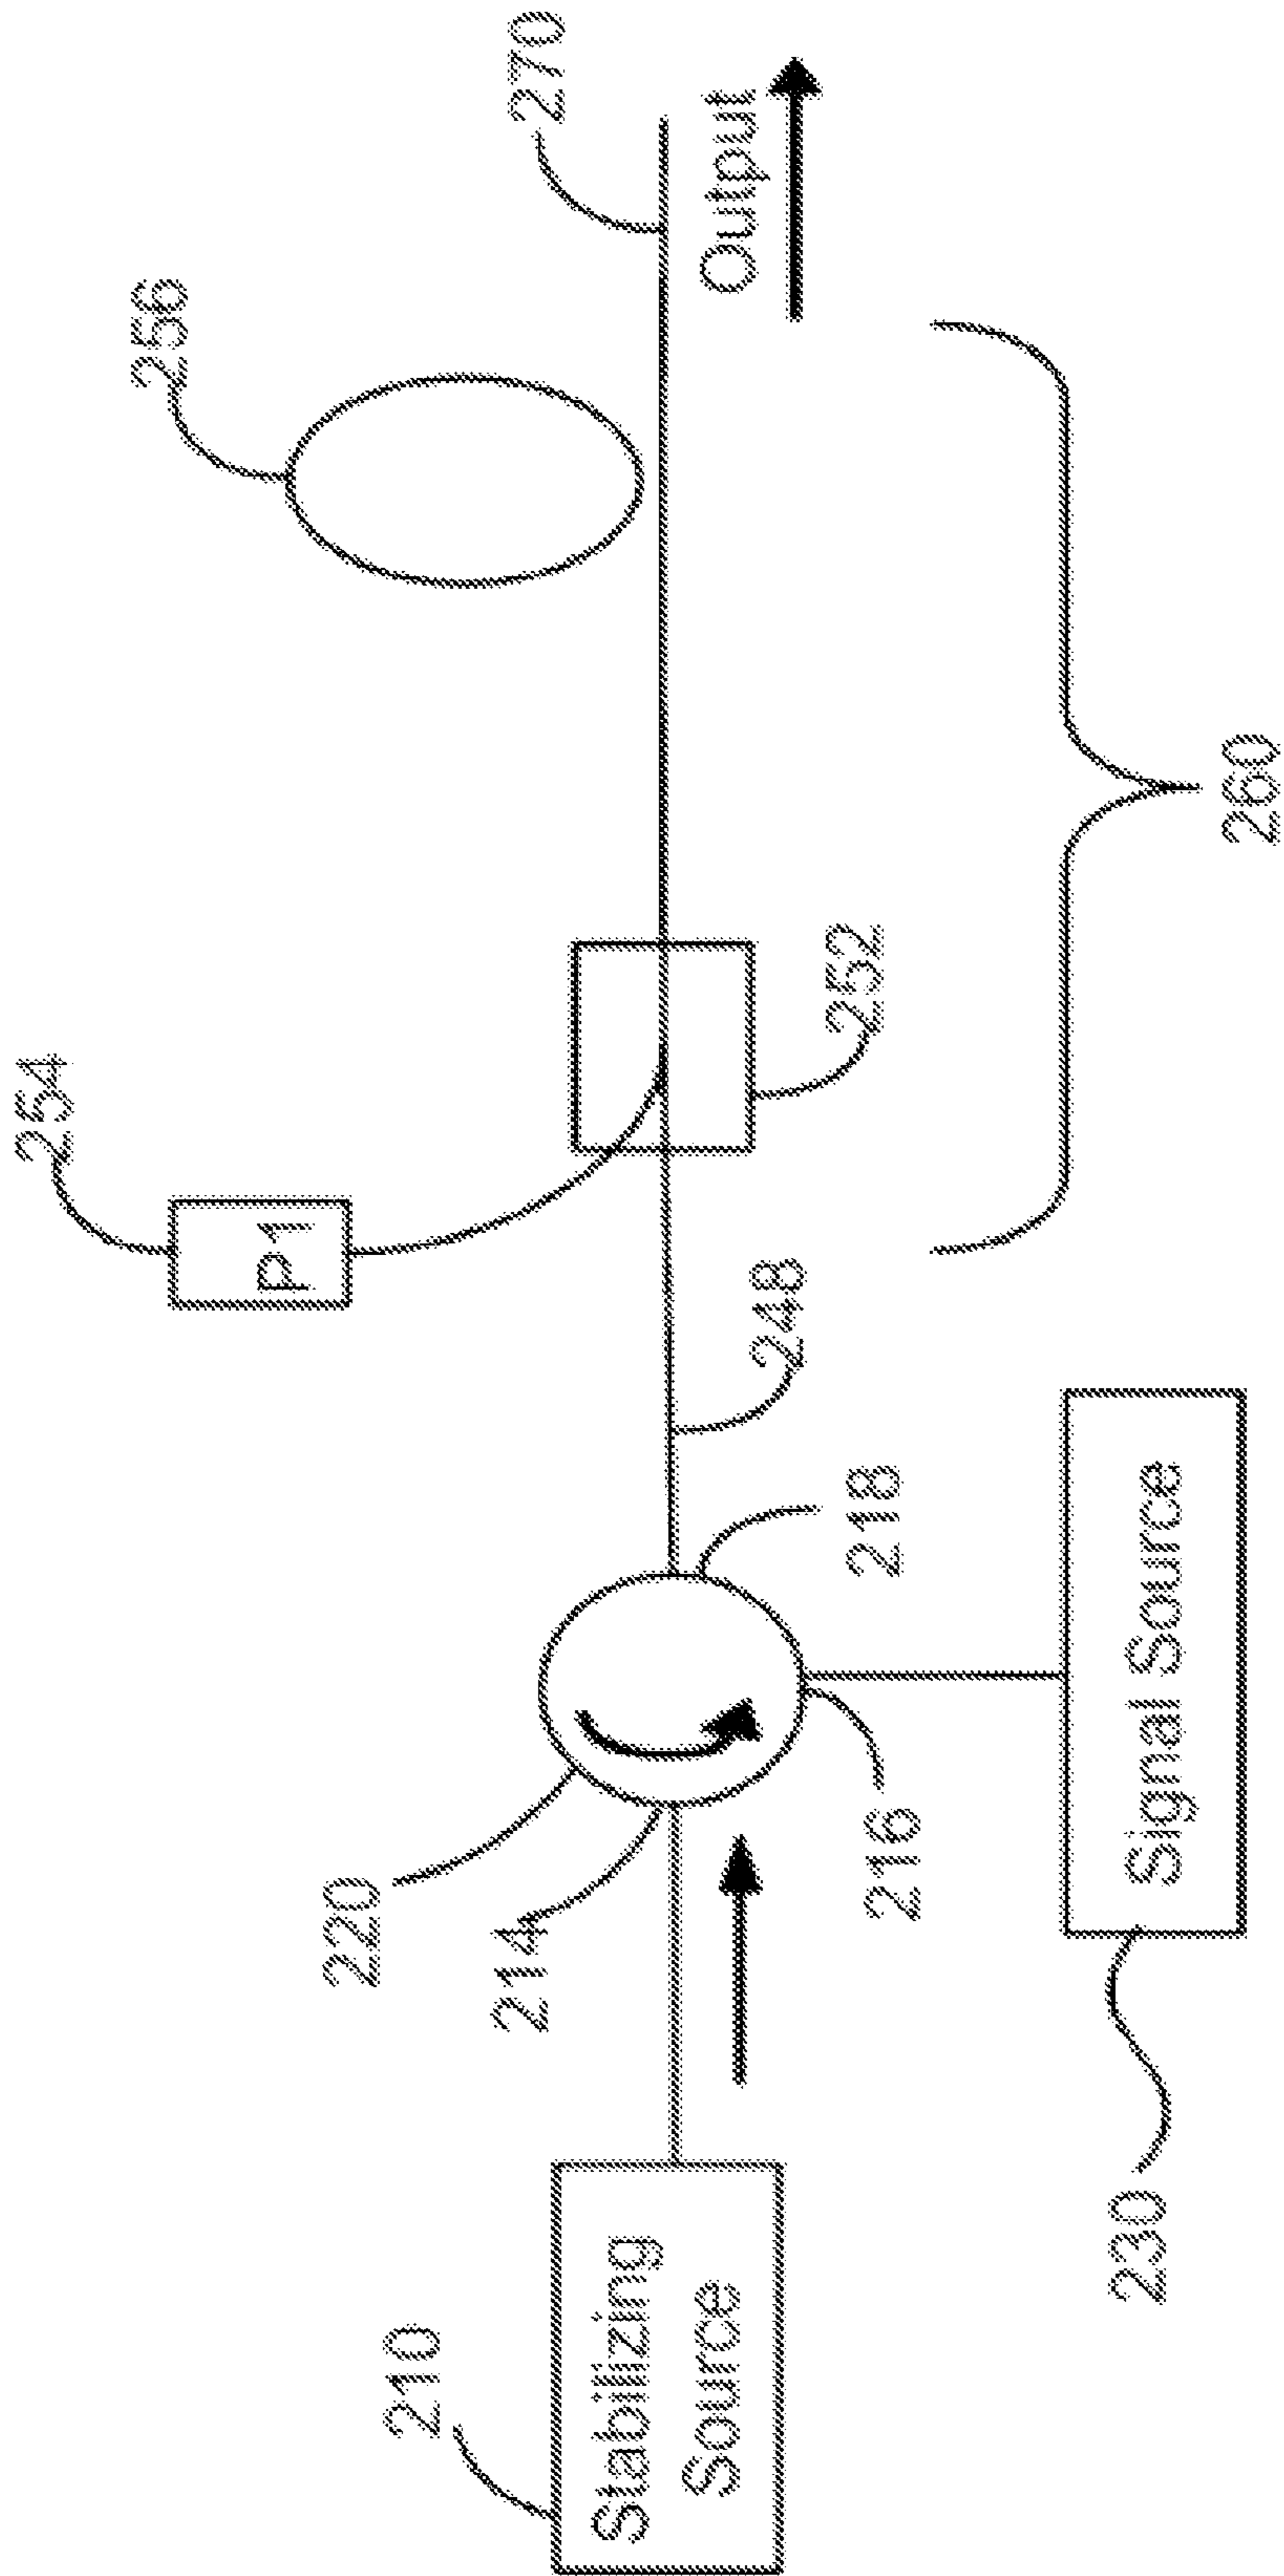 254
P1
256
270
Output
252
248
260
220
214
218
216
210
Stabilizing
Source
Signal Source
230